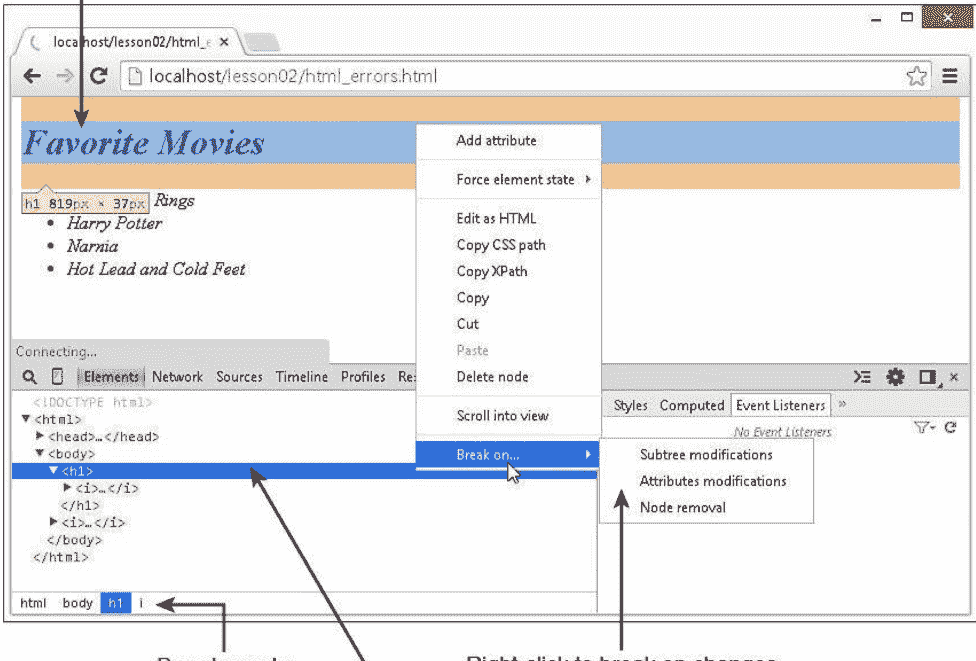 localhost/lesson02/html_e
localhost/lesson02/html_errors.html
Favorite Movies
h1 819px × 37px Rings
Harry Potter
Narnia
Hot Lead and Cold Feet
Add attribute
Force element state
Edit as HTML
Copy CSS path
Copy XPath
Copy
Cut
Paste
Delete node
Scroll into view
Break on...
Subtree modifications
Attributes modifications
Node removal
Connecting...
Elements Network Sources Timeline Profiles Re
<!DOCTYPE html>
<html>
<head>…</head>
<body>
<h1>
<i>…</i>
</h1>
<i>…</i>
</body>
</html>
Styles Computed Event Listeners »
No Event Listeners
html body h1 i
Right-click to break on changes